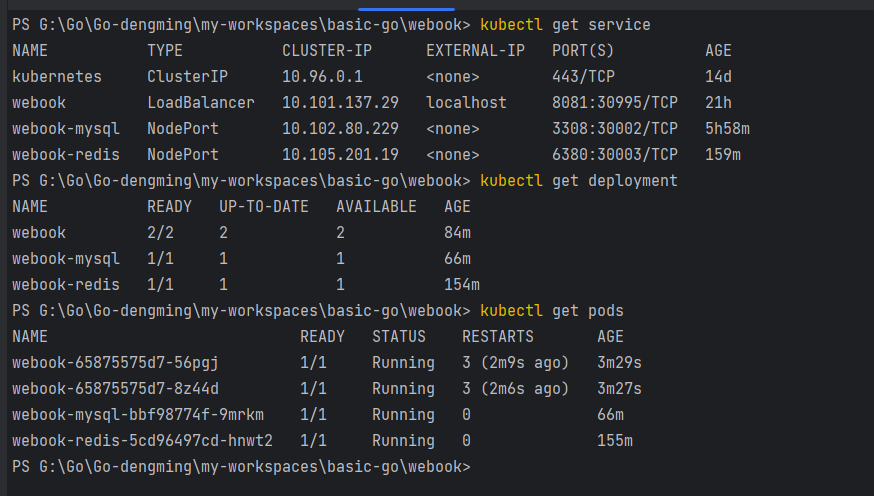 PS G:\Go\Go-dengming\my-workspaces\basic-go\webook> kubectl get service
NAME           TYPE           CLUSTER-IP      EXTERNAL-IP   PORT(S)          AGE
kubernetes     ClusterIP      10.96.0.1       <none>        443/TCP          14d
webook         LoadBalancer   10.101.137.29   localhost     8081:30995/TCP   21h
webook-mysql   NodePort       10.102.80.229   <none>        3308:30002/TCP   5h58m
webook-redis   NodePort       10.105.201.19   <none>        6380:30003/TCP   159m
PS G:\Go\Go-dengming\my-workspaces\basic-go\webook> kubectl get deployment
NAME           READY   UP-TO-DATE   AVAILABLE   AGE
webook         2/2     2            2           84m
webook-mysql   1/1     1            1           66m
webook-redis   1/1     1            1           154m
PS G:\Go\Go-dengming\my-workspaces\basic-go\webook> kubectl get pods
NAME                            READY   STATUS    RESTARTS       AGE
webook-65875575d7-56pgj         1/1     Running   3 (2m9s ago)   3m29s
webook-65875575d7-8z44d         1/1     Running   3 (2m6s ago)   3m27s
webook-mysql-bbf98774f-9mrkm    1/1     Running   0              66m
webook-redis-5cd96497cd-hnwt2   1/1     Running   0              155m
PS G:\Go\Go-dengming\my-workspaces\basic-go\webook>